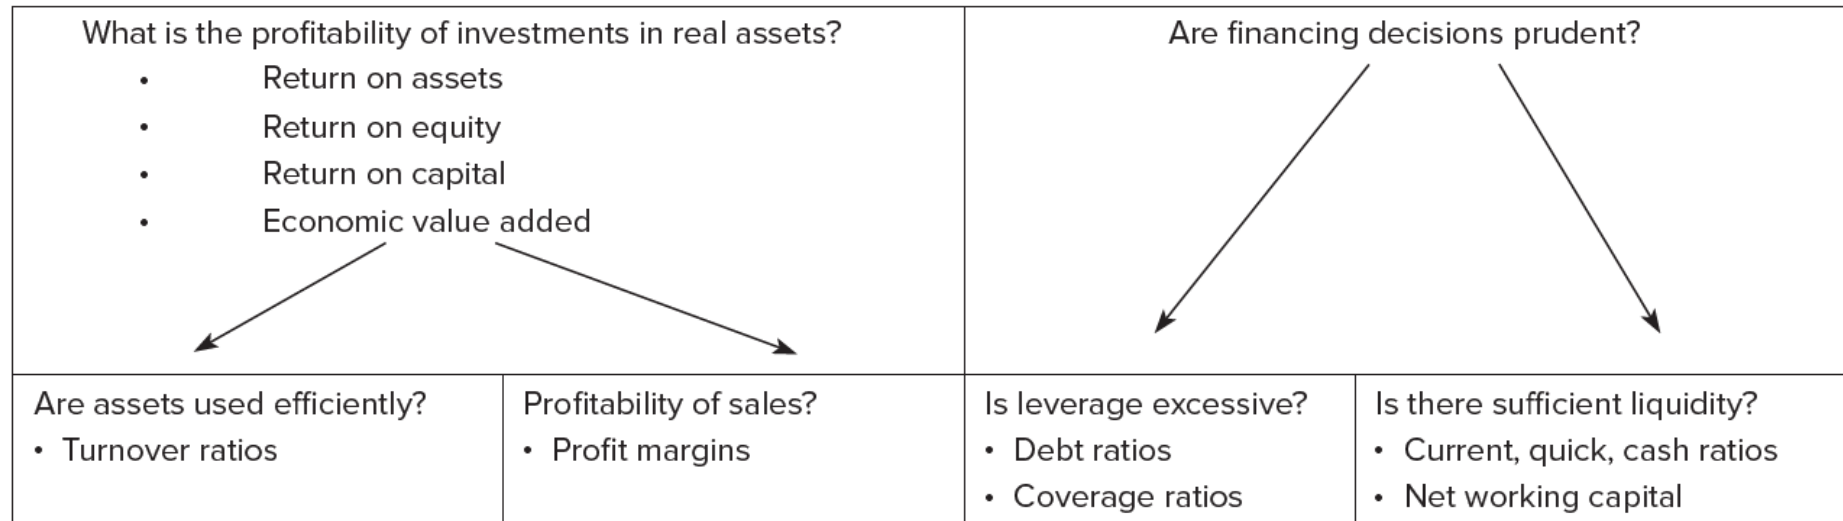 What is the profitability of investments in real assets?
• Return on assets
• Return on equity
• Return on capital
• Economic value added
Are financing decisions prudent?
Are assets used efficiently?
• Turnover ratios
Profitability of sales?
• Profit margins
Is leverage excessive?
• Debt ratios
• Coverage ratios
Is there sufficient liquidity?
• Current, quick, cash ratios
• Net working capital